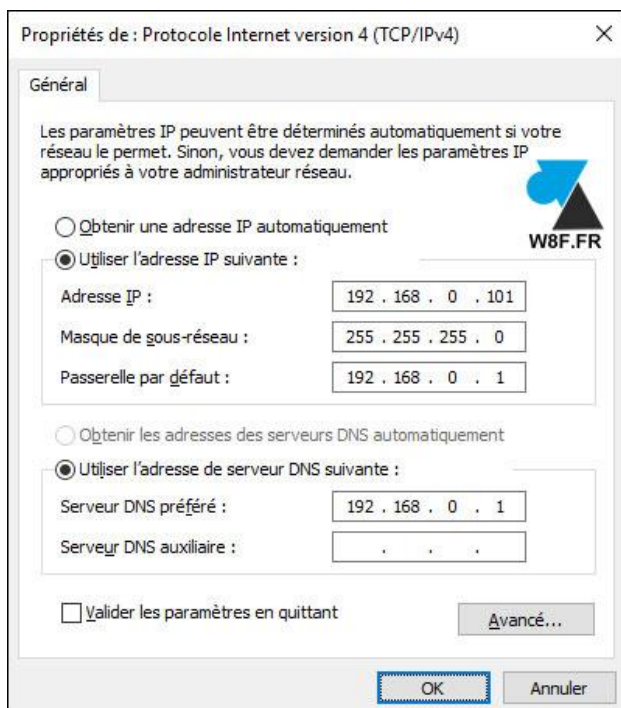 Propriétés de : Protocole Internet version 4 (TCP/IPv4)
Général
Les paramètres IP peuvent être déterminés automatiquement si votre
réseau le permet. Sinon, vous devez demander les paramètres IP
appropriés à votre administrateur réseau.
W8F.FR
Obtenir une adresse IP automatiquement
Utiliser l'adresse IP suivante :
Adresse IP : 192 . 168 . 0 . 101
Masque de sous-réseau : 255 . 255 . 255 . 0
Passerelle par défaut : 192 . 168 . 0 . 1
Obtenir les adresses des serveurs DNS automatiquement
Utiliser l'adresse de serveur DNS suivante :
Serveur DNS préféré : 192 . 168 . 0 . 1
Serveur DNS auxiliaire : . . .
Valider les paramètres en quittant
Avancé...
OK Annuler